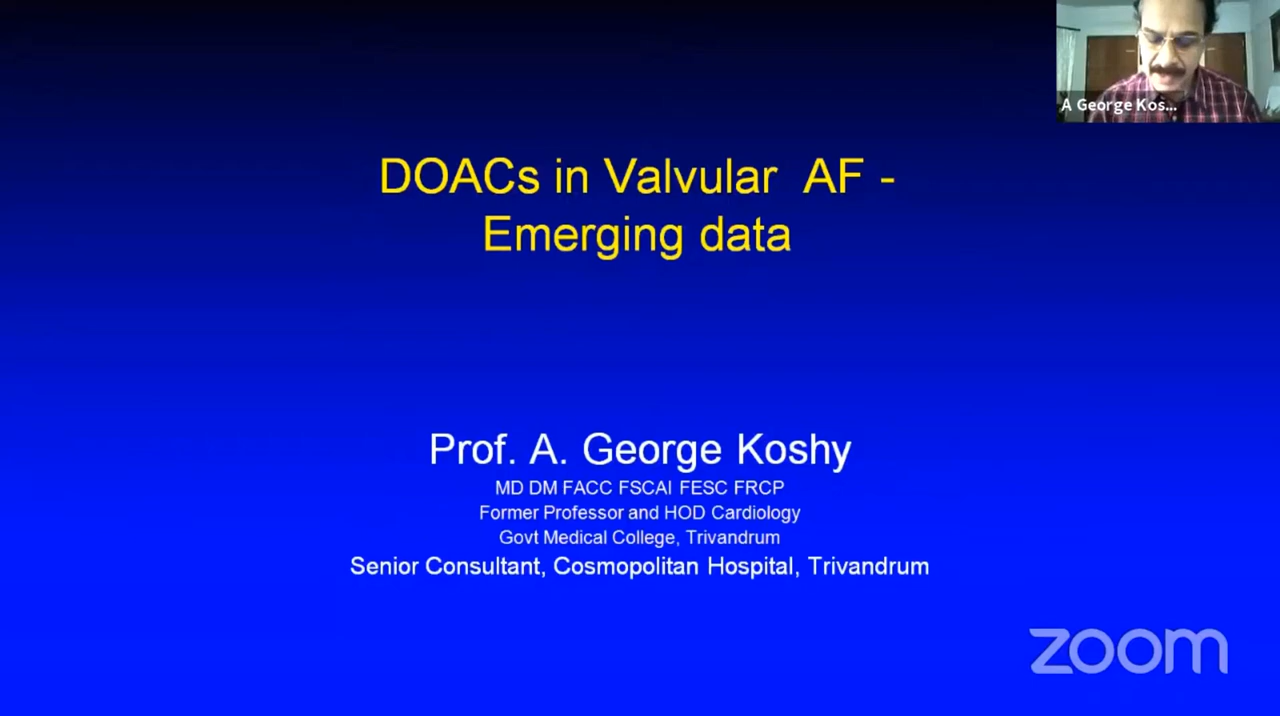 A George Kos...
DOACs in Valvular AF -
Emerging data
Prof. A. George Koshy
MD DM FACC FSCAI FESC FRCP
Former Professor and HOD Cardiology
Govt Medical College, Trivandrum
Senior Consultant, Cosmopolitan Hospital, Trivandrum
zoom